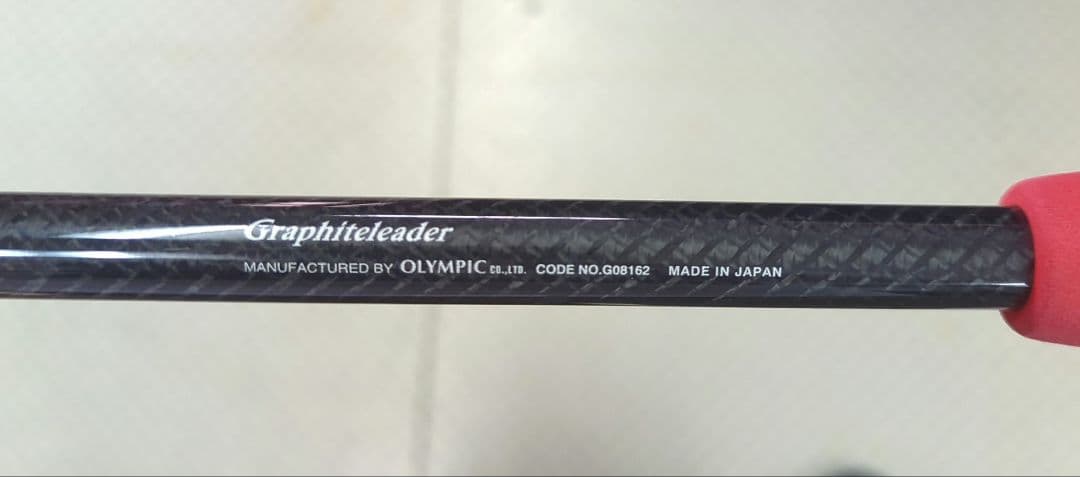 Graphiteleader
MANUFACTURED BY OLYMPIC CO.,LTD. CODE NO.G08162 MADE IN JAPAN